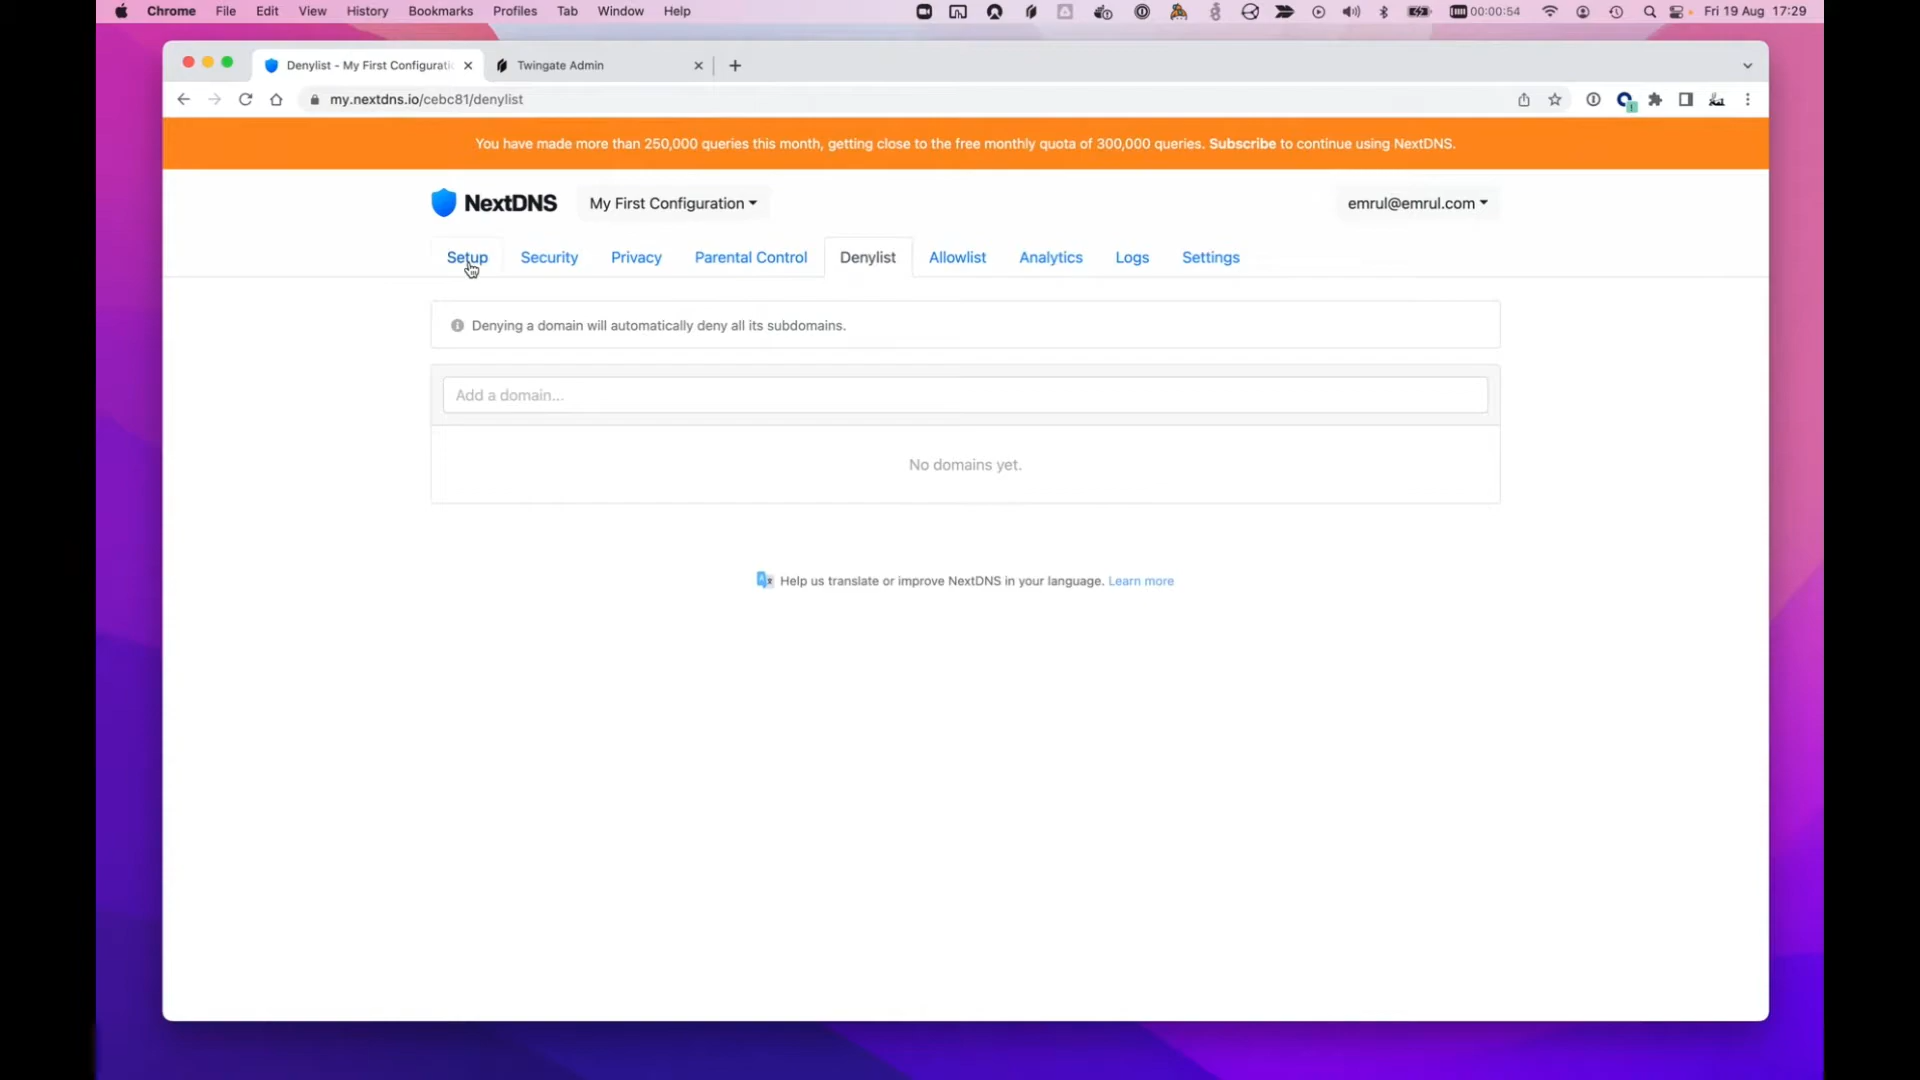 Chrome File Edit View History Bookmarks Profiles Tab Window Help 00:00:54 Fri 19 Aug 17:29
Denylist - My First Configurati Twingate Admin
my.nextdns.io/cebc81/denylist
You have made more than 250,000 queries this month, getting close to the free monthly quota of 300,000 queries. Subscribe to continue using NextDNS.
NextDNS My First Configuration emrul@emrul.com
Setup Security Privacy Parental Control Denylist Allowlist Analytics Logs Settings
Denying a domain will automatically deny all its subdomains.
Add a domain...
No domains yet.
Help us translate or improve NextDNS in your language. Learn more